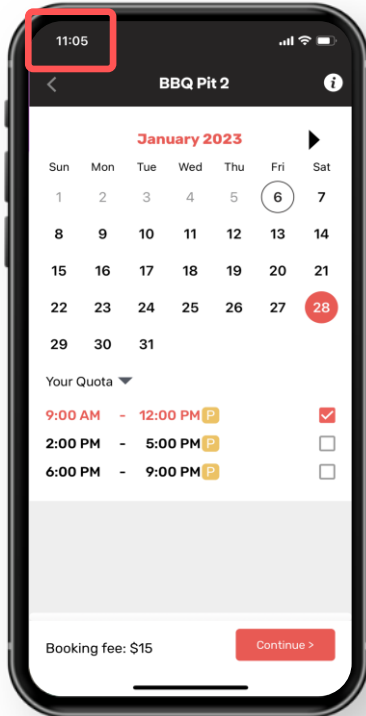 11:05
BBQ Pit 2
January 2023
Sun Mon Tue Wed Thu Fri Sat
1 2 3 4 5 6 7
8 9 10 11 12 13 14
15 16 17 18 19 20 21
22 23 24 25 26 27 28
29 30 31
Your Quota
9:00 AM - 12:00 PM P
2:00 PM - 5:00 PM P
6:00 PM - 9:00 PM P
Booking fee: $15
Continue >